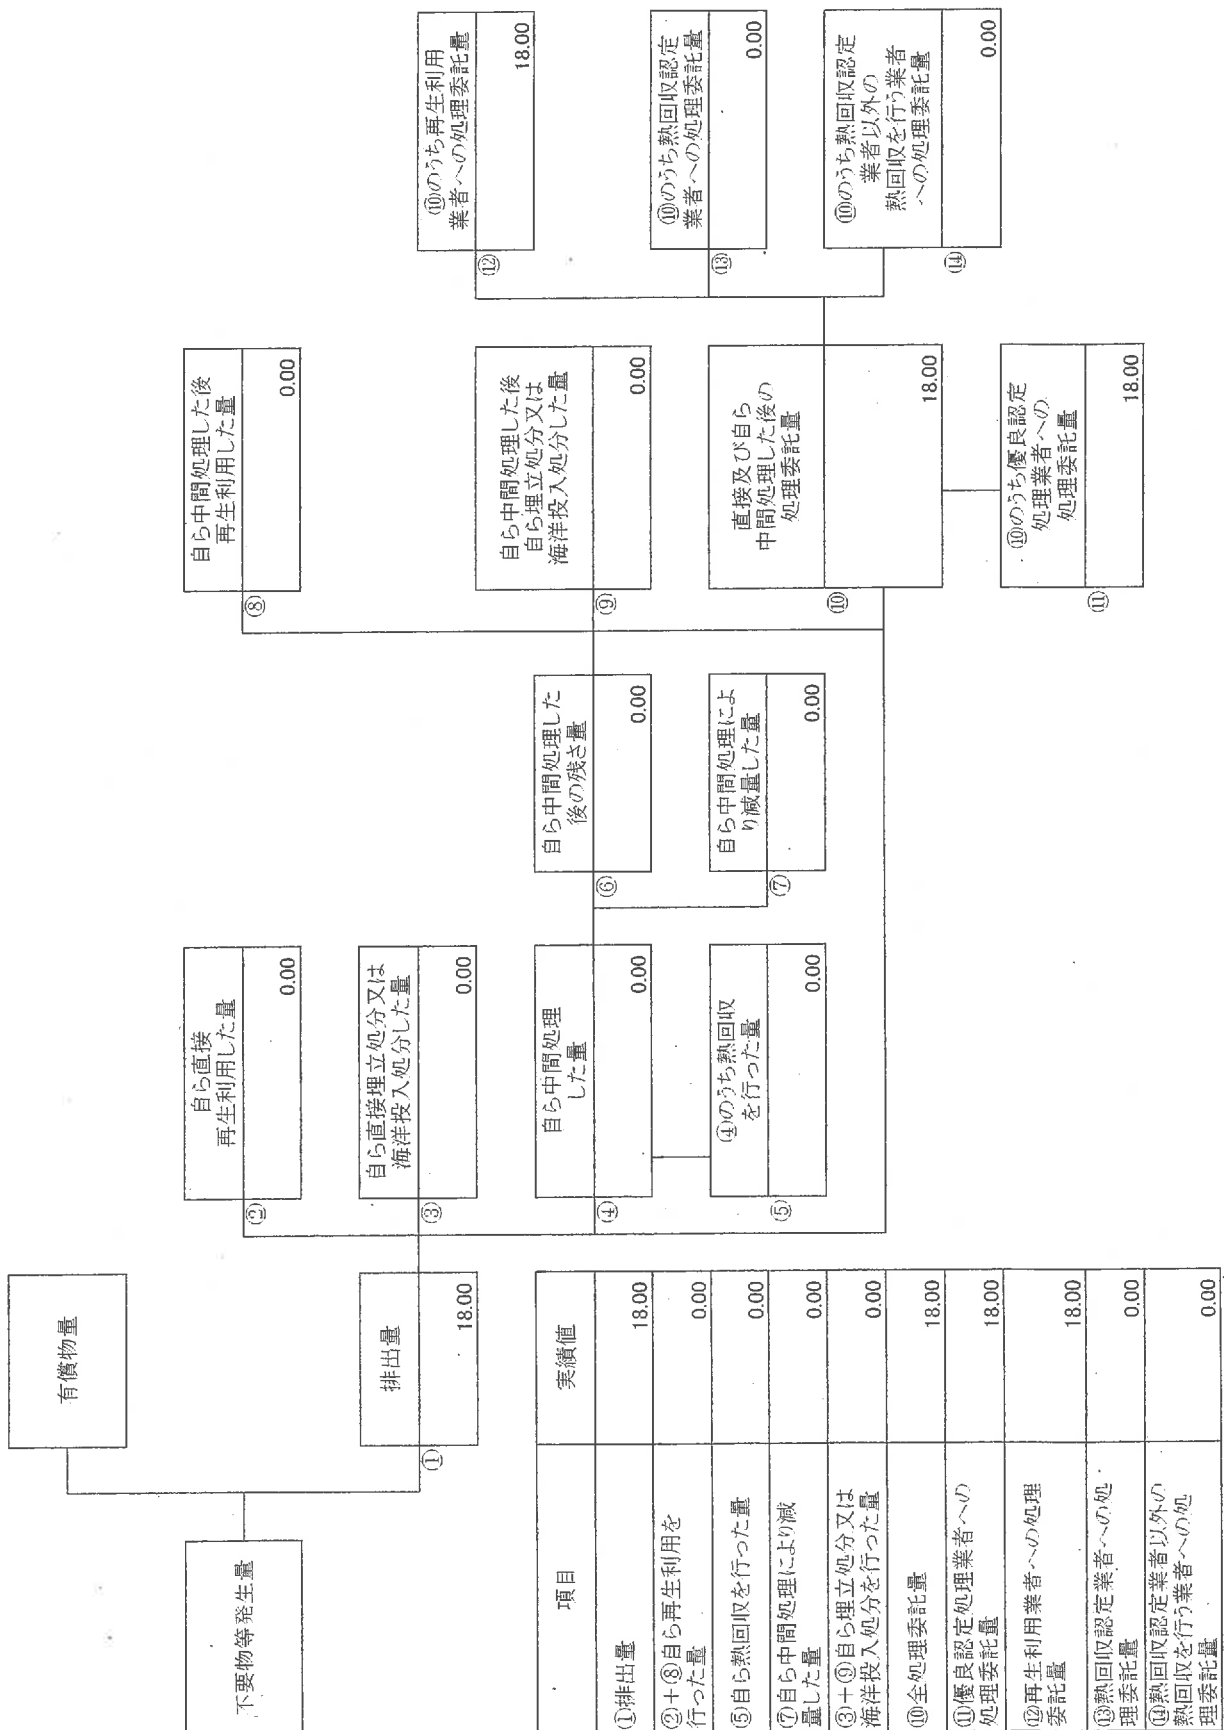 不要物等発生量
有償物量
排出量
①
18.00
自ら直接
再生利用した量
②
0.00
自ら直接埋立処分又は
海洋投入処分した量
③
0.00
自ら中間処理
した量
④
0.00
④のうち熱回収
を行った量
⑤
0.00
自ら中間処理した
後の残さ量
⑥
0.00
自ら中間処理によ
り減量した量
⑦
0.00
自ら中間処理した後
再生利用した量
⑧
0.00
自ら中間処理した後
自ら埋立処分又は
海洋投入処分した量
⑨
0.00
直接及び自ら
中間処理した後の
処理委託量
⑩
18.00
⑩のうち優良認定
処理業者への
処理委託量
⑪
18.00
⑩のうち再生利用
業者への処理委託量
⑫
18.00
⑩のうち熱回収認定
業者への処理委託量
⑬
0.00
⑩のうち熱回収認定
業者以外の
熱回収を行う業者
への処理委託量
⑭
0.00
項目 実績値
①排出量 18.00
②+⑧自ら再生利用を
行った量 0.00
⑤自ら熱回収を行った量 0.00
⑦自ら中間処理により減
量した量 0.00
③+⑨自ら埋立処分又は
海洋投入処分を行った量 0.00
⑩全処理委託量 18.00
⑪優良認定処理業者への
処理委託量 18.00
⑫再生利用業者への処理
委託量 18.00
⑬熱回収認定業者への処
理委託量 0.00
⑭熱回収認定業者以外の
熱回収を行う業者への処
理委託量 0.00